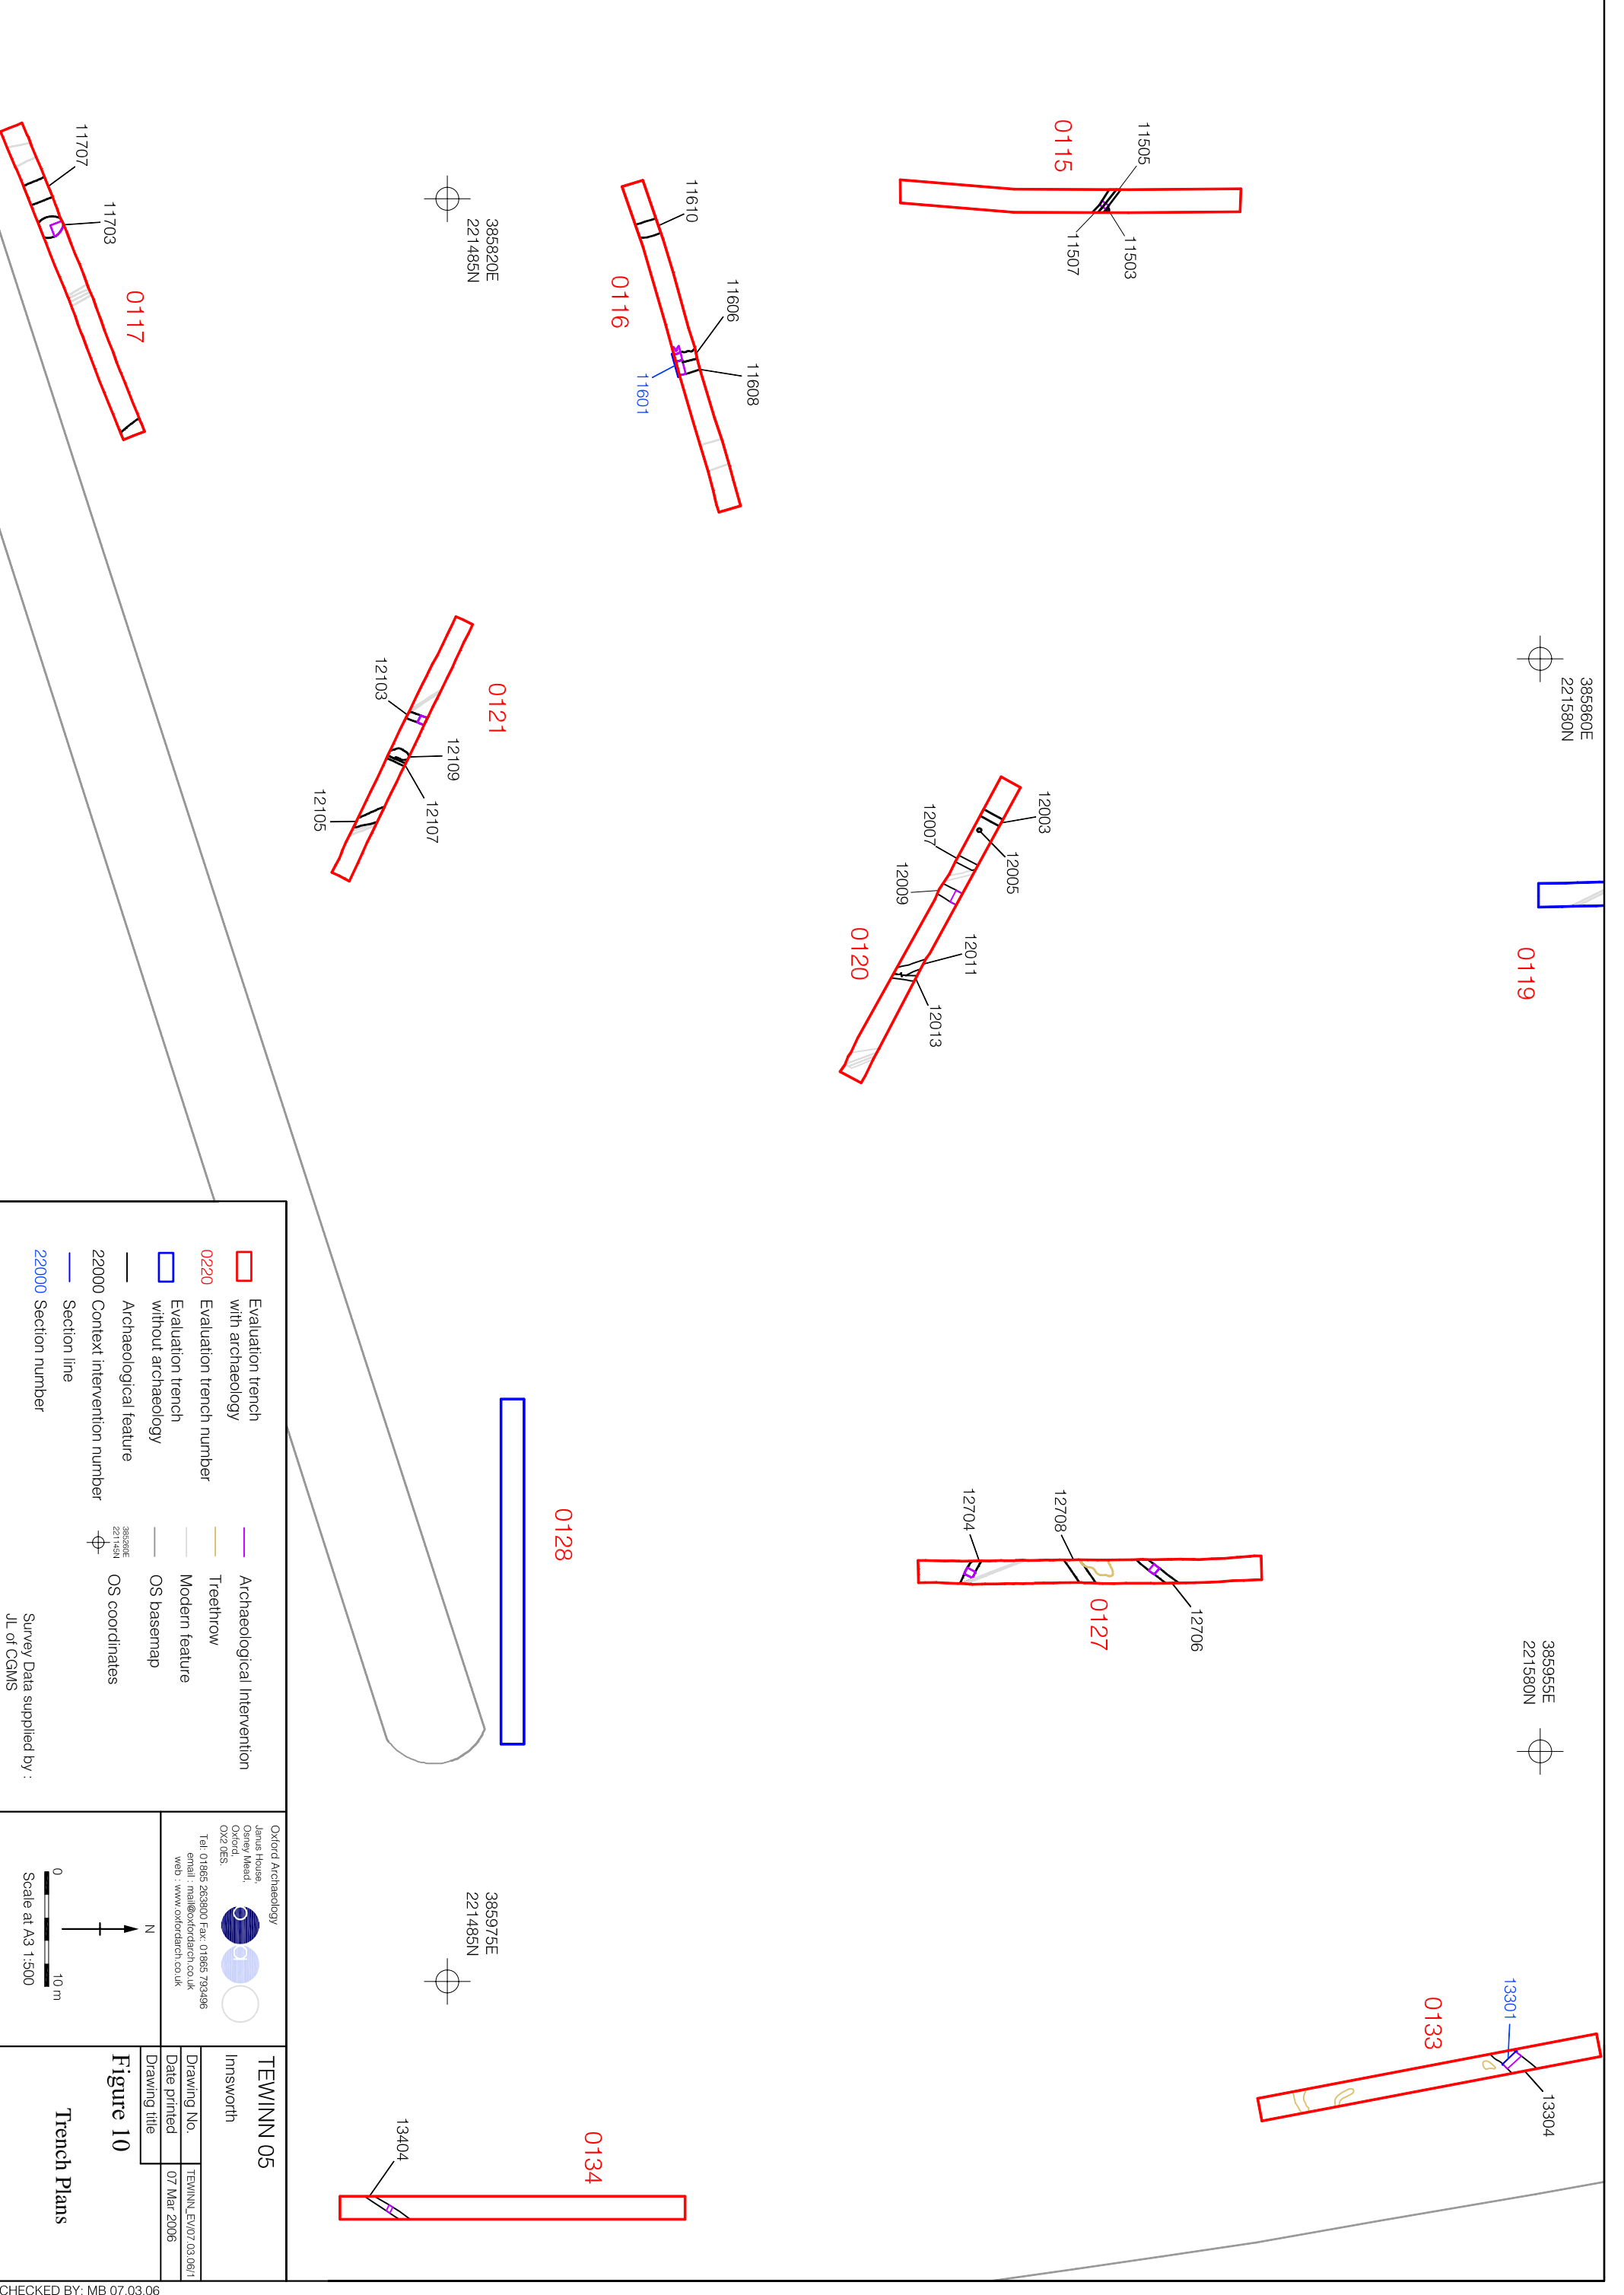 385860E
221580N
0119
385955E
221580N
13301
0133
13304
11505
0115
11503
11507
12003
12005
12007
12009
12011
0120
12013
12706
12708
0127
12704
11610
11606
0116
11608
11601
385820E
221485N
0121
12103
12109
12107
12105
0128
385975E
221485N
0134
13404
11707
11703
0117
Evaluation trench
with archaeology
0220 Evaluation trench number
Evaluation trench
without archaeology
Archaeological feature
22000 Context intervention number
Section line
22000 Section number
Archaeological Intervention
Treethrow
Modern feature
OS basemap
385260E
221145N
OS coordinates
Survey Data supplied by :
JL of CGMS
Oxford Archaeology
Janus House,
Osney Mead,
Oxford,
OX2 0ES.
Tel: 01865 263800 Fax: 01865 793496
email : mail@oxfordarch.co.uk
web : www.oxfordarch.co.uk
N
0 10 m
Scale at A3 1:500
TEWINN 05
Innsworth
Drawing No. TEWINN_EV/07.03.06/1
Date printed 07 Mar 2006
Drawing title
Figure 10
Trench Plans
CHECKED BY: MB 07.03.06